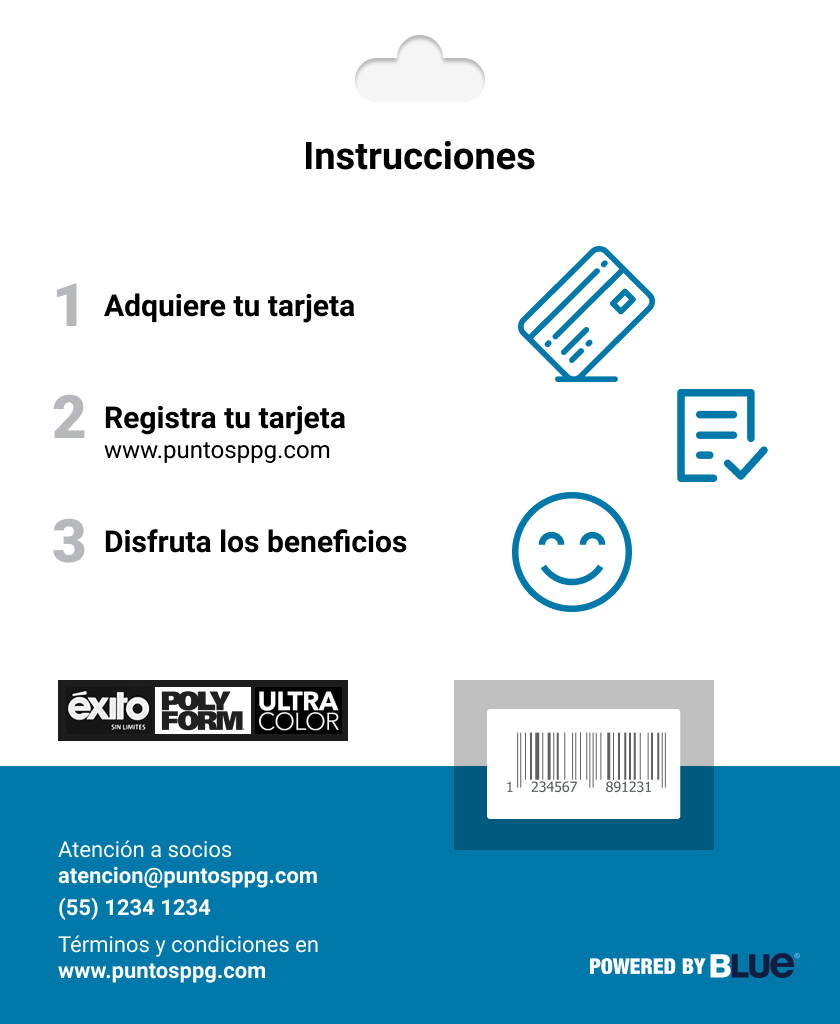 Instrucciones
1 Adquiere tu tarjeta
2 Registra tu tarjeta
www.puntosppg.com
3 Disfruta los beneficios
éxito
SIN LIMITES
POLY
FORM
ULTRA
COLOR
1 234567 891231
Atención a socios
atencion@puntosppg.com
(55) 1234 1234
Términos y condiciones en
www.puntosppg.com
POWERED BY BLUe®